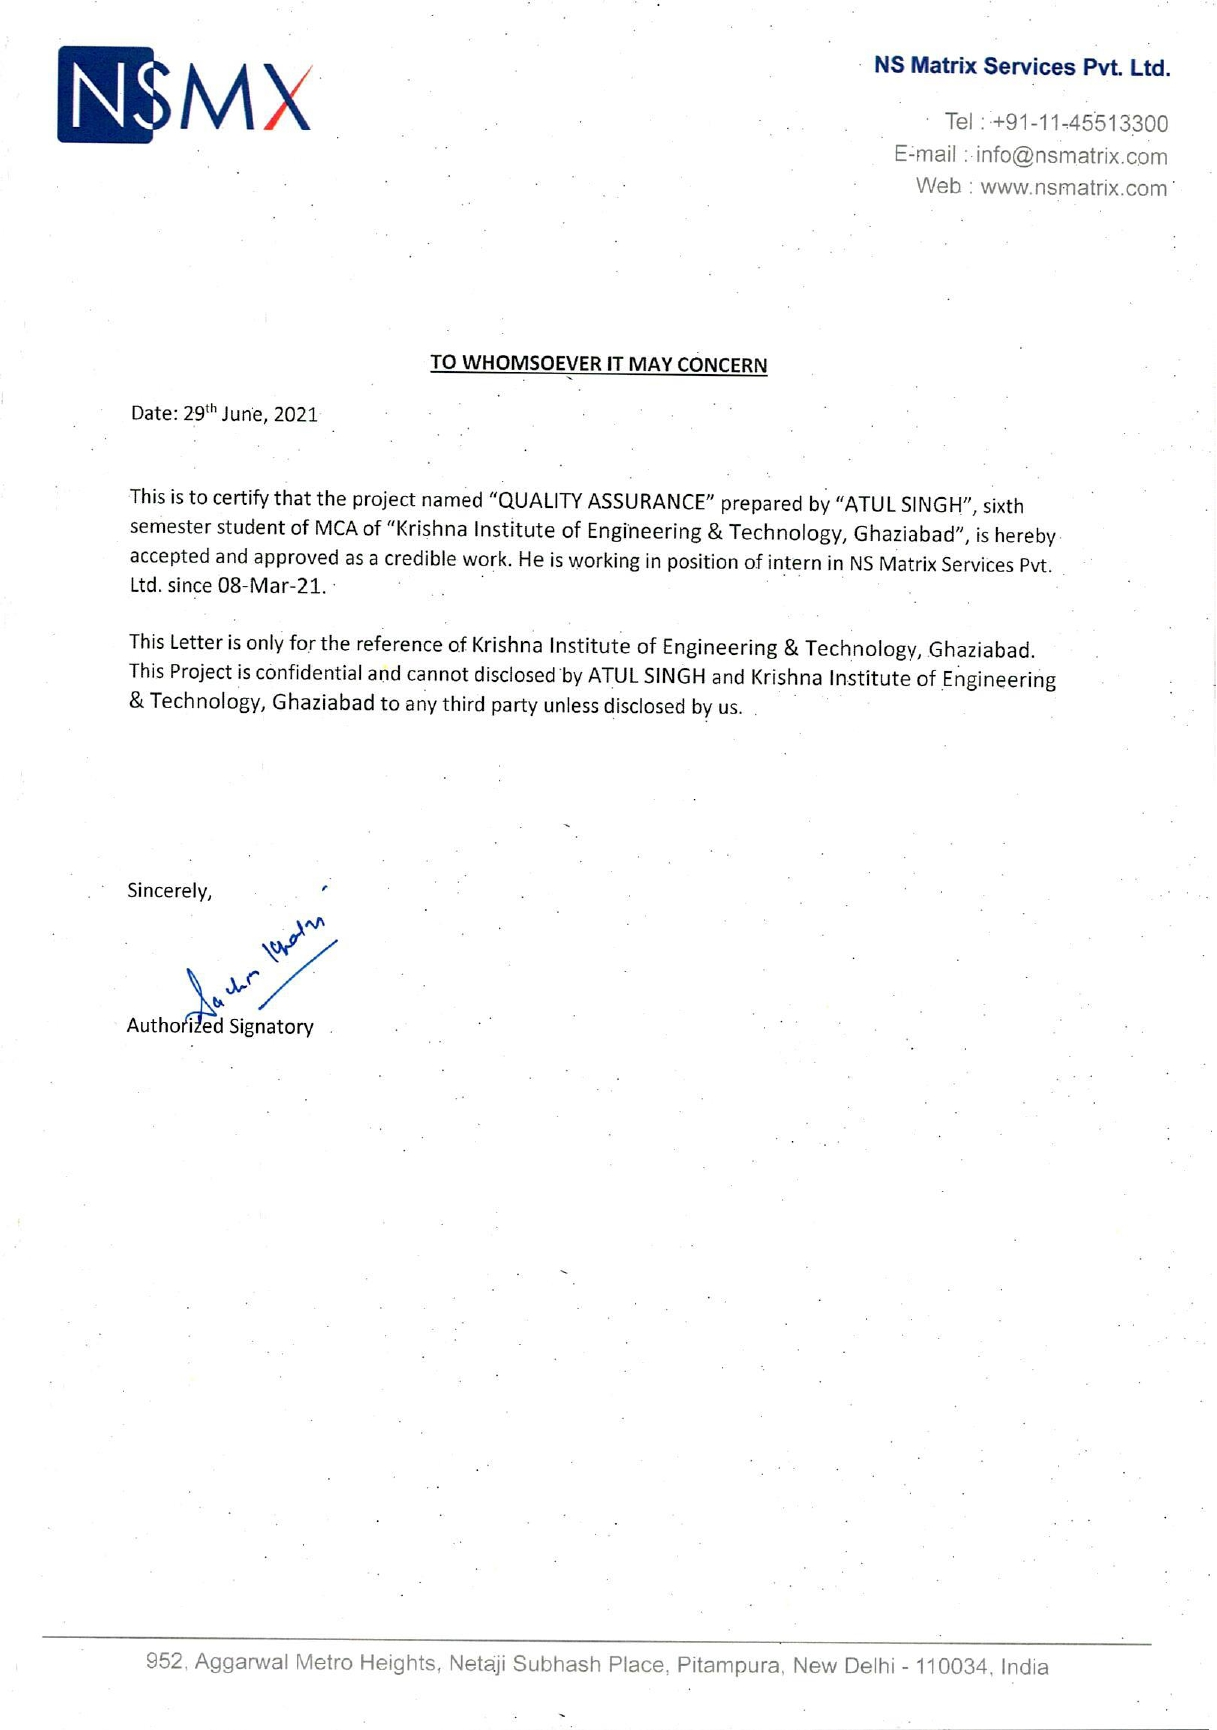 NSMX
NS Matrix Services Pvt. Ltd.
Tel : +91-11-45513300
E-mail : info@nsmatrix.com
Web : www.nsmatrix.com
TO WHOMSOEVER IT MAY CONCERN
Date: 29th June, 2021
This is to certify that the project named “QUALITY ASSURANCE” prepared by “ATUL SINGH”, sixth
semester student of MCA of “Krishna Institute of Engineering & Technology, Ghaziabad”, is hereby
accepted and approved as a credible work. He is working in position of intern in NS Matrix Services Pvt.
Ltd. since 08-Mar-21.
This Letter is only for the reference of Krishna Institute of Engineering & Technology, Ghaziabad.
This Project is confidential and cannot disclosed by ATUL SINGH and Krishna Institute of Engineering
& Technology, Ghaziabad to any third party unless disclosed by us.
Sincerely,
Authorized Signatory
952, Aggarwal Metro Heights, Netaji Subhash Place, Pitampura, New Delhi - 110034, India